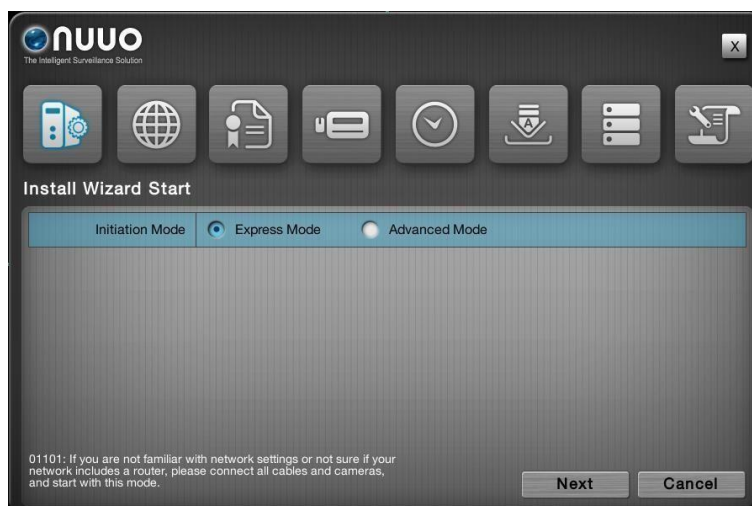 nuuo
The Intelligent Surveillance Solution
X
A
Install Wizard Start
Initiation Mode Express Mode Advanced Mode
01101: If you are not familiar with network settings or not sure if your
network includes a router, please connect all cables and cameras,
and start with this mode.
Next Cancel